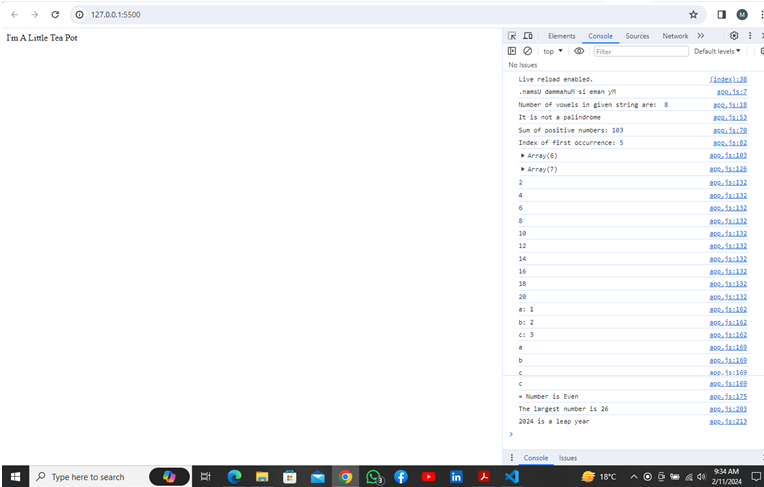 127.0.0.1:5500
M
I'm A Little Tea Pot
Elements Console Sources Network
top Filter Default levels
No Issues
Live reload enabled. (index):38
.namsU dammahuM si eman yM app.js:7
Number of vowels in given string are: 8 app.js:18
It is not a palindrome app.js:53
Sum of positive numbers: 103 app.js:70
Index of first occurrence: 5 app.js:82
Array(6) app.js:103
Array(7) app.js:126
2 app.js:132
4 app.js:132
6 app.js:132
8 app.js:132
10 app.js:132
12 app.js:132
14 app.js:132
16 app.js:132
18 app.js:132
20 app.js:132
a: 1 app.js:162
b: 2 app.js:162
c: 3 app.js:162
a app.js:169
b app.js:169
c app.js:169
c app.js:169
= Number is Even app.js:175
The largest number is 26 app.js:203
2024 is a leap year app.js:213
Console Issues
Type here to search 3 18°C 9:34 AM
2/11/2024